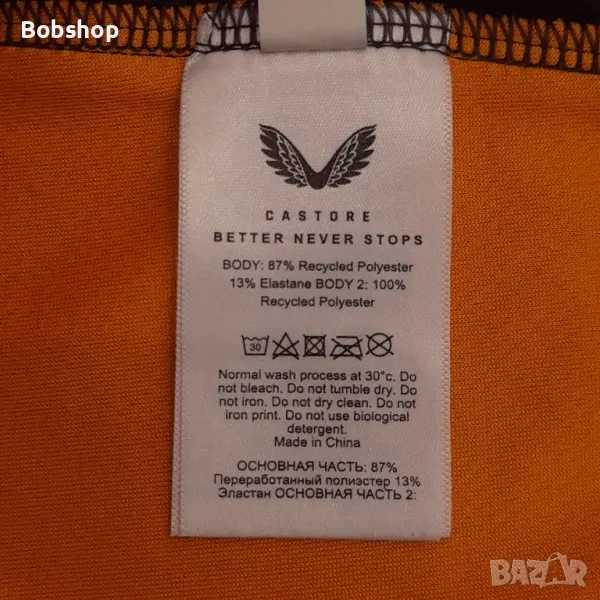 Bobshop
CASTORE
BETTER NEVER STOPS
BODY: 87% Recycled Polyester
13% Elastane BODY 2: 100%
Recycled Polyester
30
Normal wash process at 30°c. Do
not bleach. Do not tumble dry. Do
not iron. Do not dry clean. Do not
iron print. Do not use biological
detergent.
Made in China
ОСНОВНАЯ ЧАСТЬ: 87%
Переработанный полиэстер 13%
Эластан ОСНОВНАЯ ЧАСТЬ 2:
BAZAR